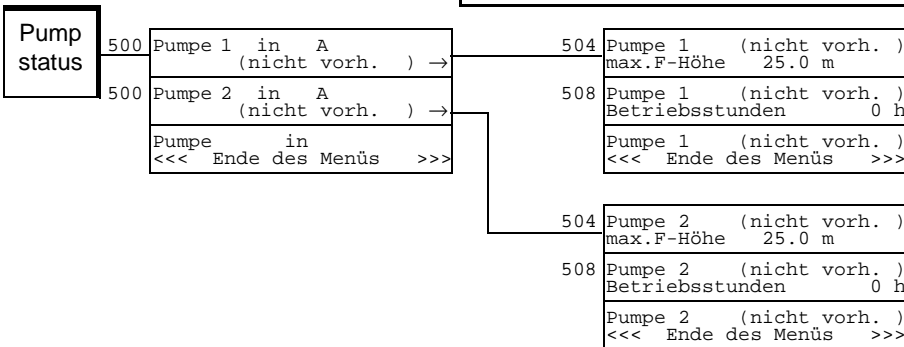 Pump
status
500 Pumpe 1 in A
(nicht vorh. ) →
500 Pumpe 2 in A
(nicht vorh. ) →
Pumpe in
<<< Ende des Menüs >>>
504 Pumpe 1 (nicht vorh. )
max.F-Höhe 25.0 m
508 Pumpe 1 (nicht vorh. )
Betriebsstunden 0 h
Pumpe 1 (nicht vorh. )
<<< Ende des Menüs >>>
504 Pumpe 2 (nicht vorh. )
max.F-Höhe 25.0 m
508 Pumpe 2 (nicht vorh. )
Betriebsstunden 0 h
Pumpe 2 (nicht vorh. )
<<< Ende des Menüs >>>